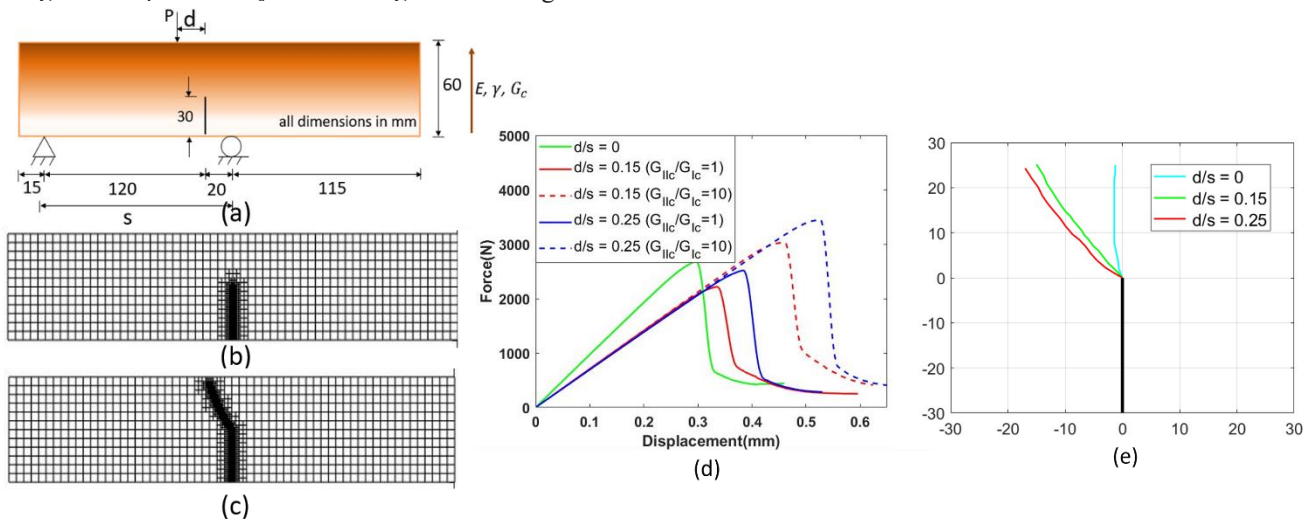 P
d
60
E, γ, G_c
30
all dimensions in mm
15
120
20
115
s
(a)
(b)
(c)
5000
4000
3000
2000
1000
0
Force(N)
d/s = 0
d/s = 0.15 (G_IIc/G_Ic=1)
d/s = 0.15 (G_IIc/G_Ic=10)
d/s = 0.25 (G_IIc/G_Ic=1)
d/s = 0.25 (G_IIc/G_Ic=10)
0 0.1 0.2 0.3 0.4 0.5 0.6
Displacement(mm)
(d)
30
20
10
0
-10
-20
-30
d/s = 0
d/s = 0.15
d/s = 0.25
-30 -20 -10 0 10 20 30
(e)